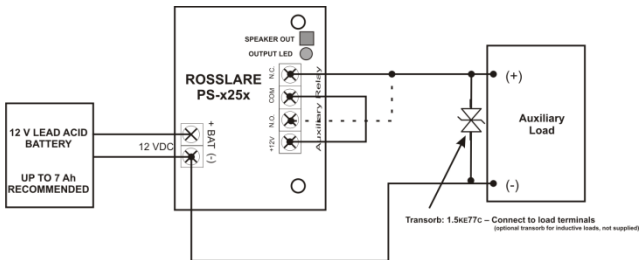 SPEAKER OUT
OUTPUT LED
ROSSLARE
PS-x25x
N.C.
COM
N.O.
+12V
Auxiliary Relay
+ BAT (-)
12 V LEAD ACID
BATTERY
UP TO 7 Ah
RECOMMENDED
12 VDC
(+)
Auxiliary
Load
(-)
Transorb: 1.5KE77C – Connect to load terminals
(optional transorb for inductive loads, not supplied)